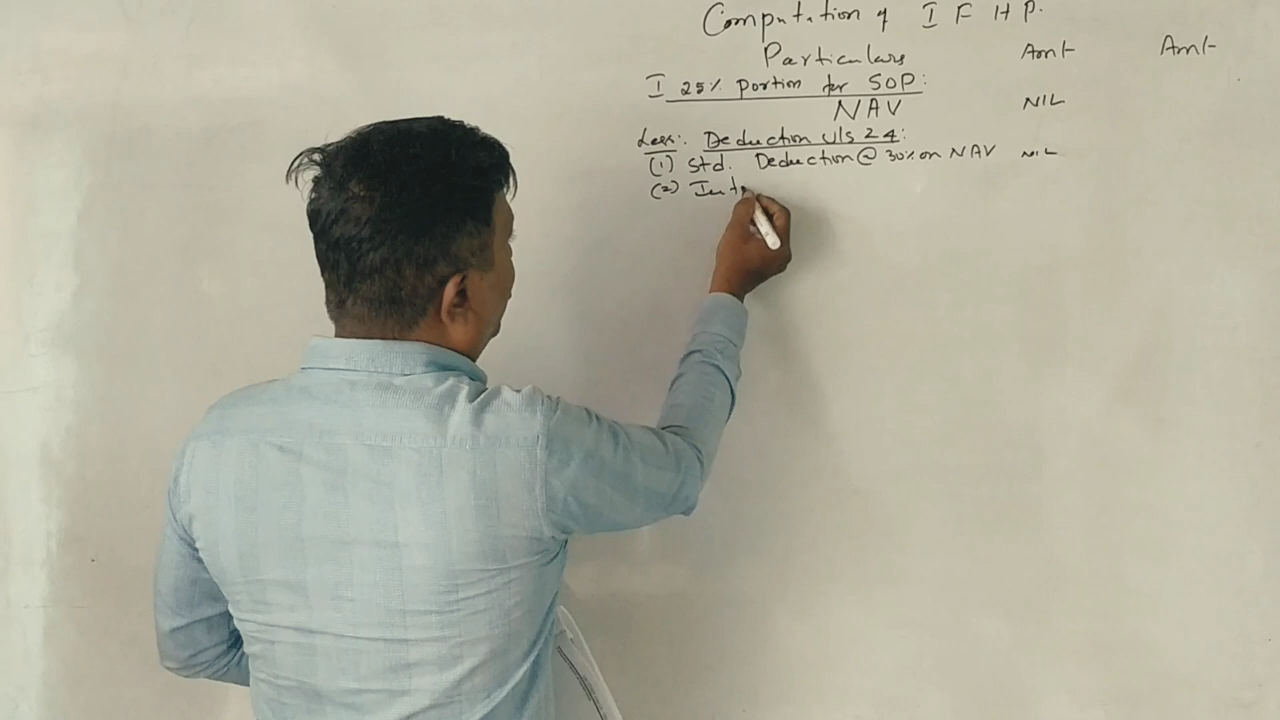 Computation of I F H P.
Particulars Amt Amt
I 25% portion for SOP:
NAV NIL
Less: Deduction U/s 24:
(1) Std. Deduction @ 30% on NAV NIL
(2) Int